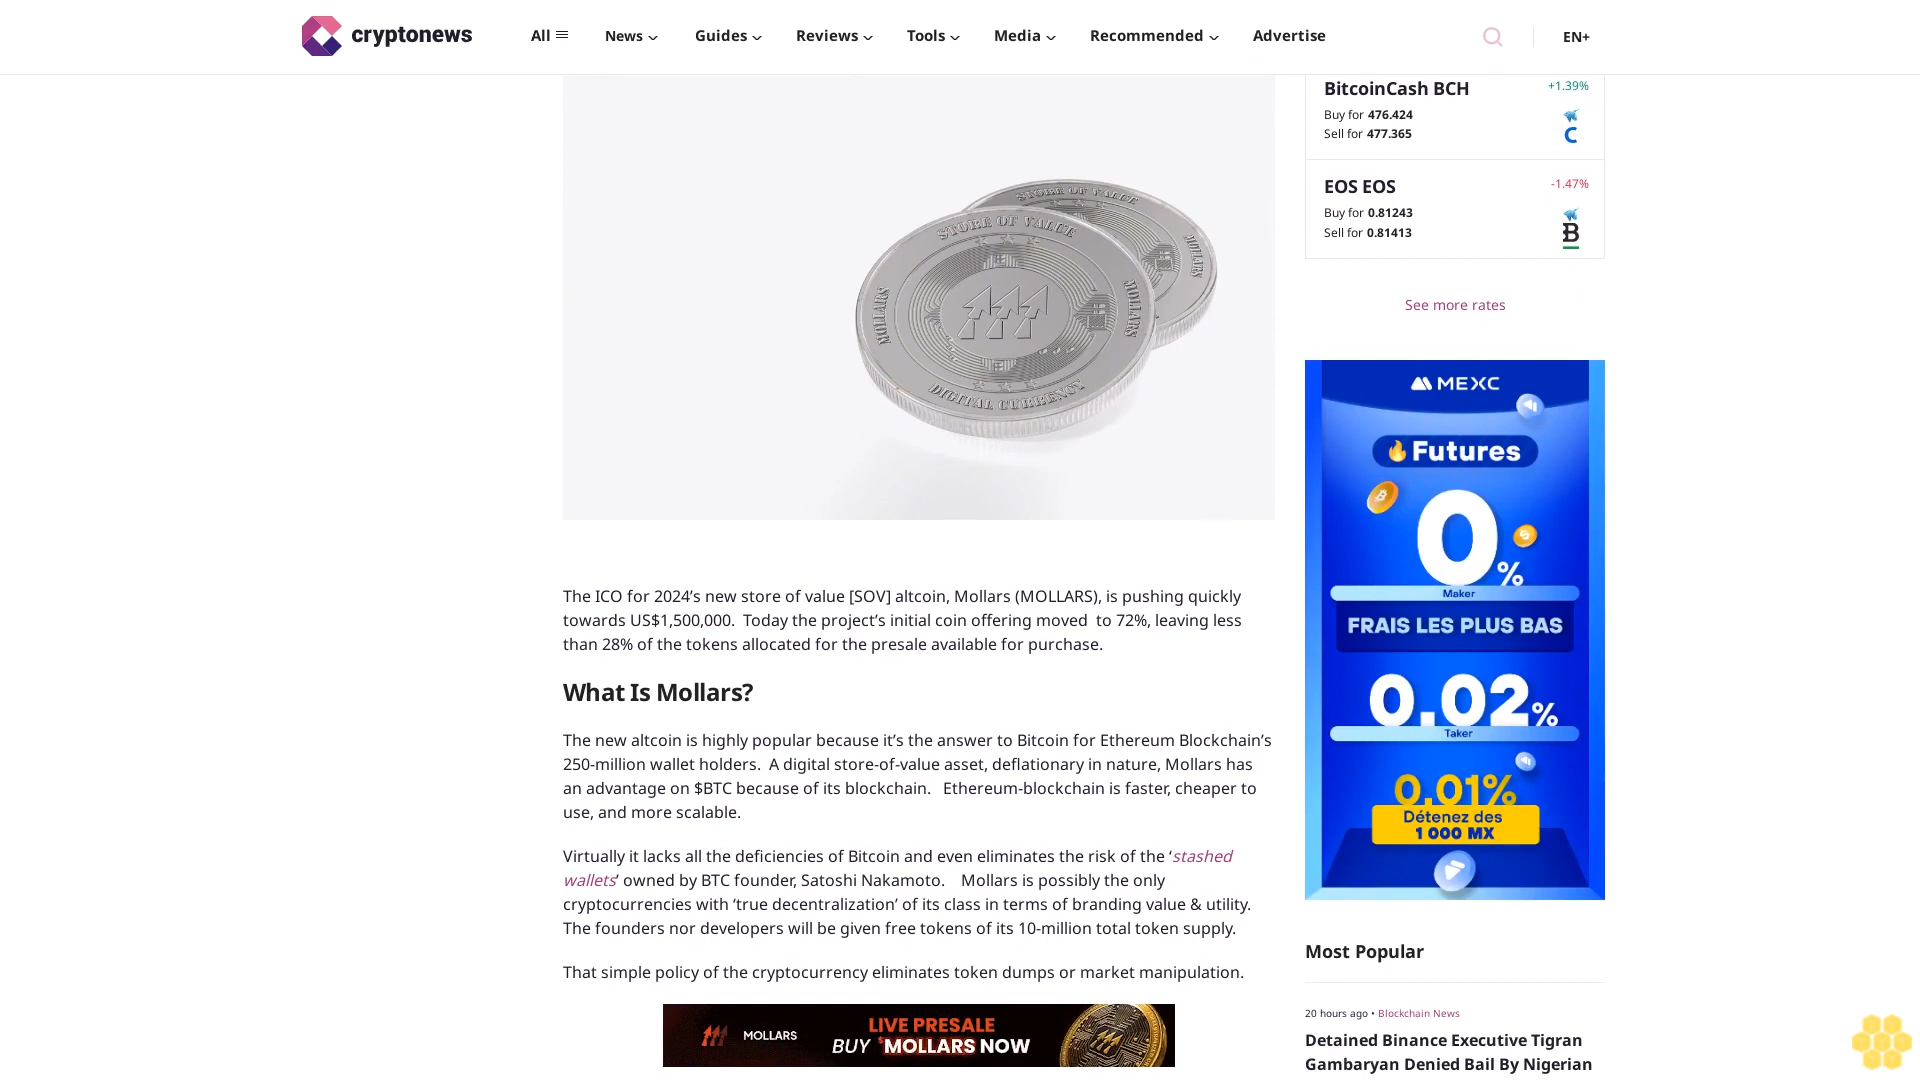 cryptonews
All
News
Guides
Reviews
Tools
Media
Recommended
Advertise
EN+
STORE OF VALUE
MOLLARS
STORE OF VALUE
MOLLARS
MOLLARS
DIGITAL CURRENCY
The ICO for 2024’s new store of value [SOV] altcoin, Mollars (MOLLARS), is pushing quickly
towards US$1,500,000.  Today the project’s initial coin offering moved  to 72%, leaving less
than 28% of the tokens allocated for the presale available for purchase.
What Is Mollars?
The new altcoin is highly popular because it’s the answer to Bitcoin for Ethereum Blockchain’s
250-million wallet holders.  A digital store-of-value asset, deflationary in nature, Mollars has
an advantage on $BTC because of its blockchain.   Ethereum-blockchain is faster, cheaper to
use, and more scalable.
Virtually it lacks all the deficiencies of Bitcoin and even eliminates the risk of the ‘stashed
wallets’ owned by BTC founder, Satoshi Nakamoto.    Mollars is possibly the only
cryptocurrencies with ‘true decentralization’ of its class in terms of branding value & utility.
The founders nor developers will be given free tokens of its 10-million total token supply.
That simple policy of the cryptocurrency eliminates token dumps or market manipulation.
MOLLARS
LIVE PRESALE
BUY $MOLLARS NOW
BitcoinCash BCH
+1.39%
Buy for 476.424
Sell for 477.365
EOS EOS
-1.47%
Buy for 0.81243
Sell for 0.81413
See more rates
MEXC
Futures
0%
Maker
FRAIS LES PLUS BAS
0.02%
Taker
0.01%
Détenez des
1 000 MX
Most Popular
20 hours ago • Blockchain News
Detained Binance Executive Tigran
Gambaryan Denied Bail By Nigerian